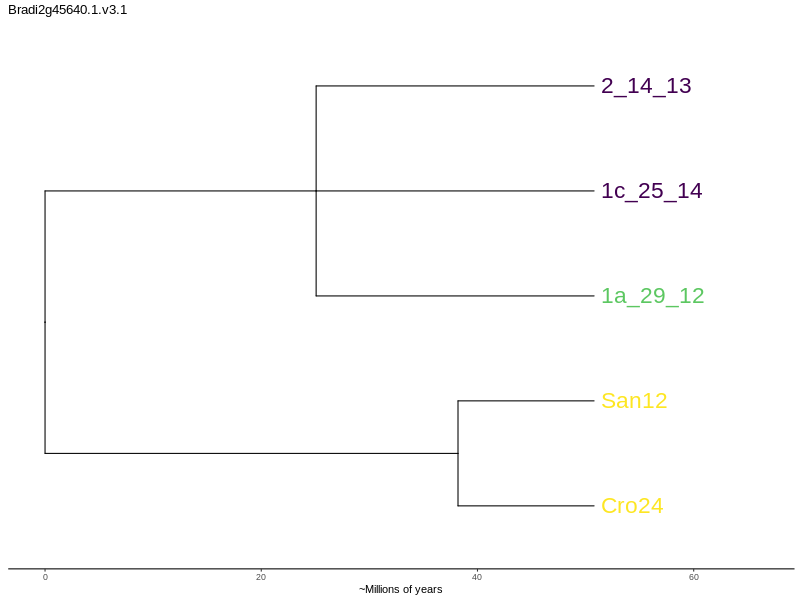 Bradi2g45640.1.v3.1
2_14_13
1c_25_14
1a_29_12
San12
Cro24
0 20 40 60
~Millions of years